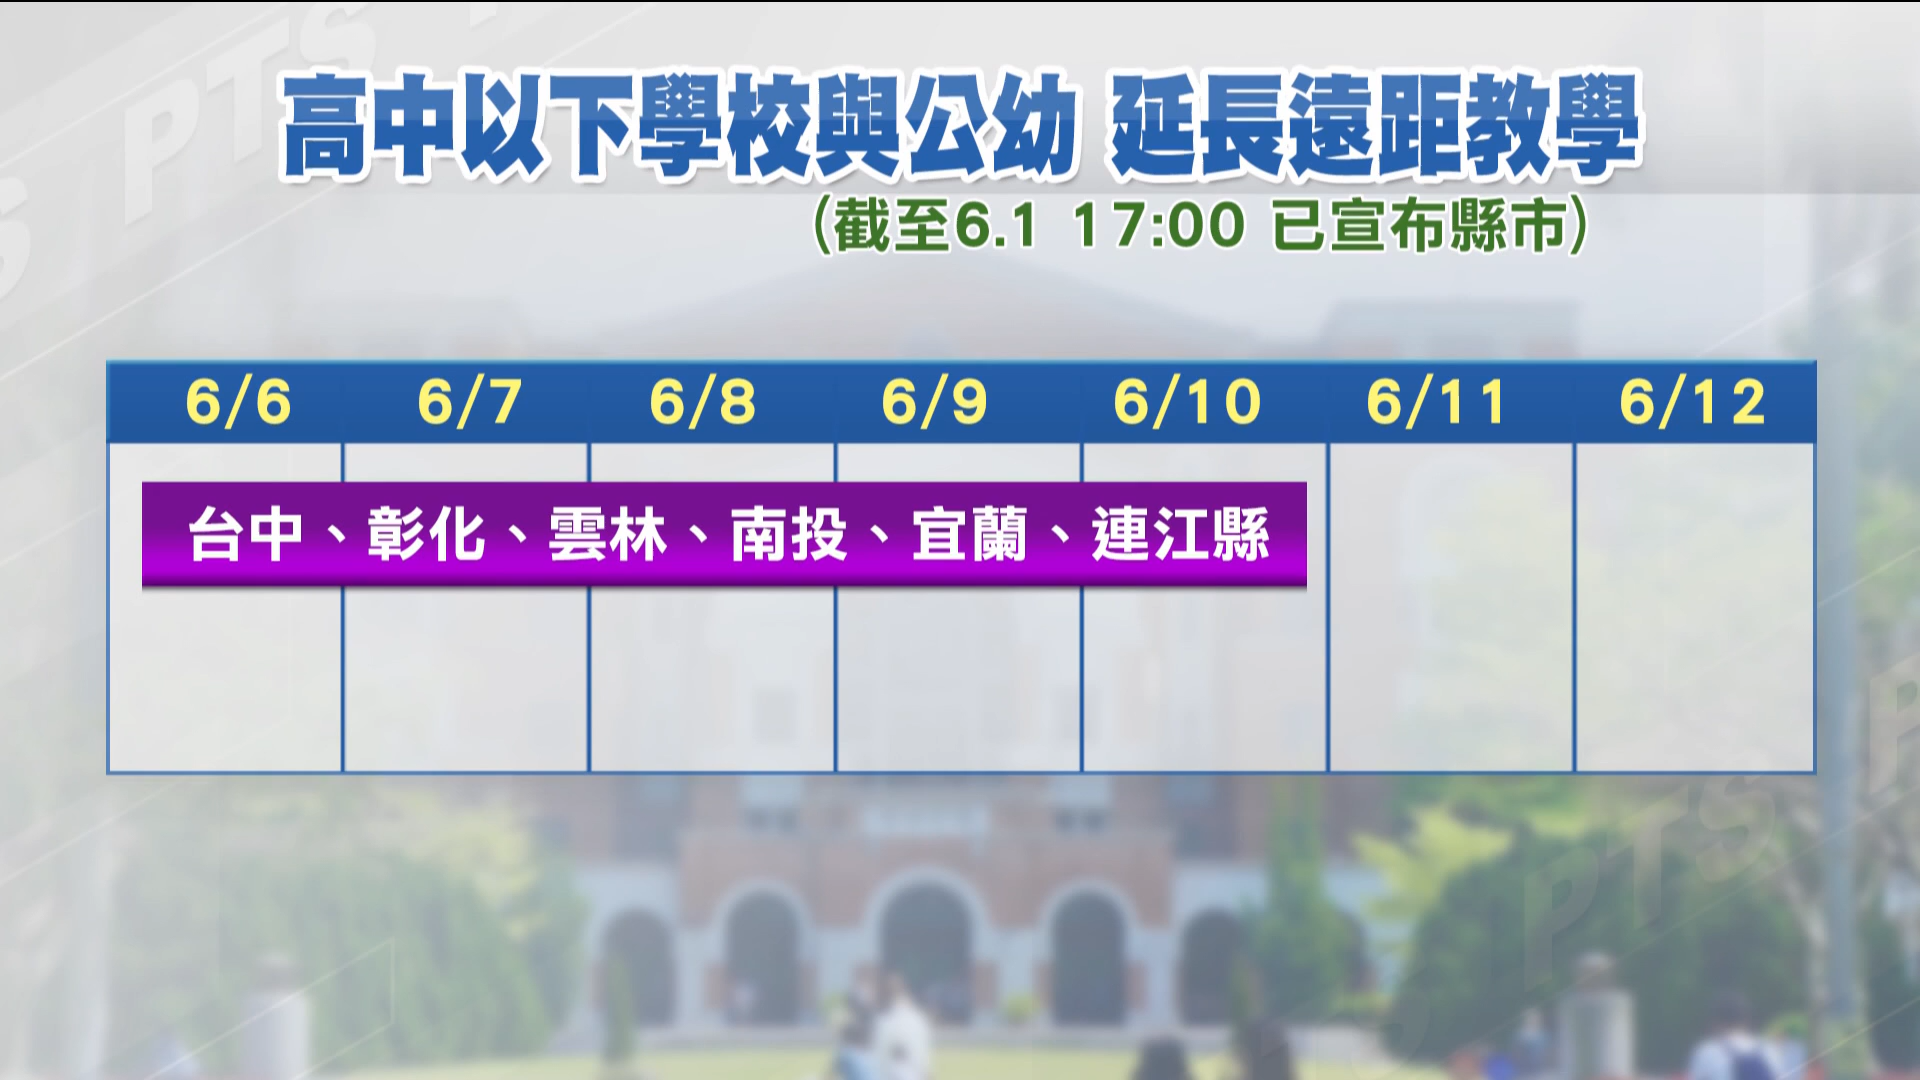 高中以下學校與公幼 延長遠距教學
(截至6.1 17:00 已宣布縣市)
6/6 6/7 6/8 6/9 6/10 6/11 6/12
台中、彰化、雲林、南投、宜蘭、連江縣
PTS
PTS